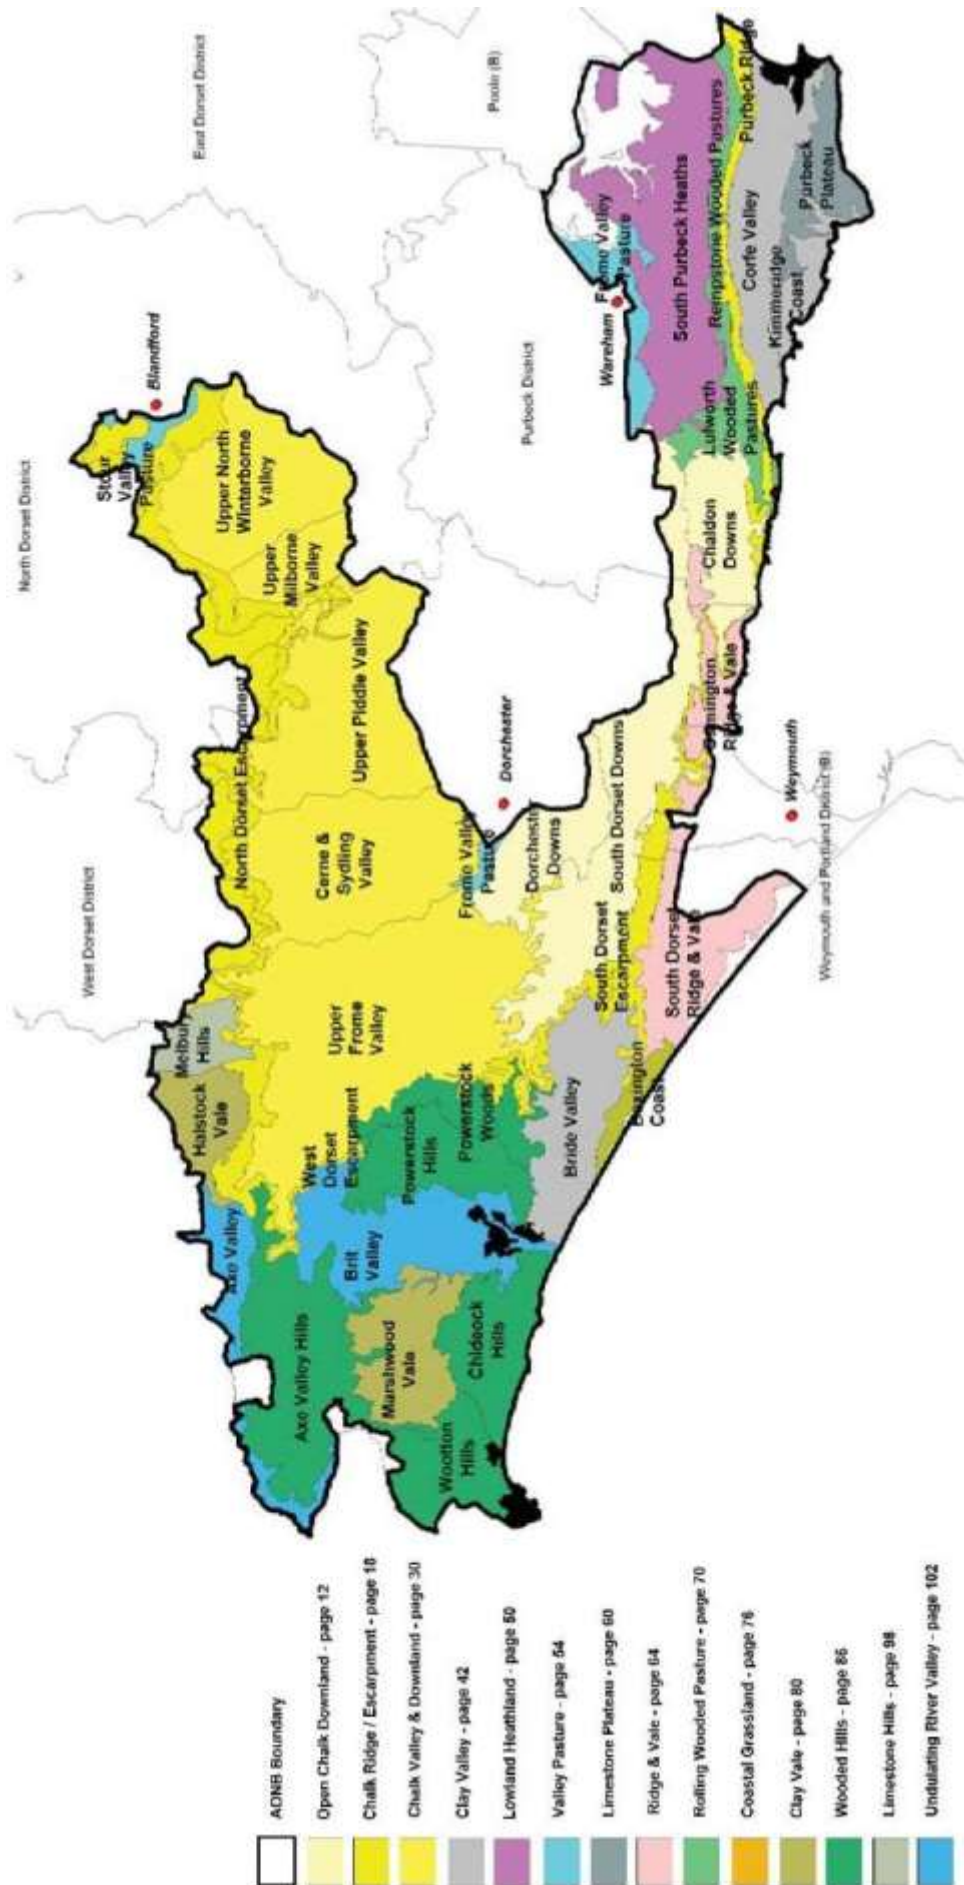 North Dorset District
East Dorset District
West Dorset District
Poole (B)
Purbeck District
Weymouth and Portland District (B)
Blandford
Wareham
Dorchester
Weymouth
Stour
Valley
Pasture
Upper North
Winterborne
Valley
Upper
Milborne
Valley
North Dorset Escarpment
Upper Piddle Valley
Cerne &
Sydling
Valley
Melbury
Hills
Halstock
Vale
Upper
Frome
Valley
Frome Valley
Pasture
Axe Valley
West
Dorset
Escarpment
Axe Valley Hills
Brit
Valley
Powerstock
Hills
Powerstock
Woods
Marshwood
Vale
Chideock
Hills
Wootton
Hills
Bride Valley
Coast
Dorchester
Downs
South Dorset Downs
South Dorset
Escarpment
South Dorset
Ridge & Vale
Ridge & Vale
Chaldon
Downs
Lulworth
Wooded
Pastures
Frome Valley
Pasture
South Purbeck Heaths
Rempstone Wooded Pastures
Purbeck Ridge
Corfe Valley
Kimmeridge
Coast
Purbeck
Plateau
AONB Boundary
Open Chalk Downland - page 12
Chalk Ridge / Escarpment - page 18
Chalk Valley & Downland - page 30
Clay Valley - page 42
Lowland Heathland - page 50
Valley Pasture - page 54
Limestone Plateau - page 60
Ridge & Vale - page 64
Rolling Wooded Pasture - page 70
Coastal Grassland - page 76
Clay Vale - page 80
Wooded Hills - page 86
Limestone Hills - page 98
Undulating River Valley - page 102